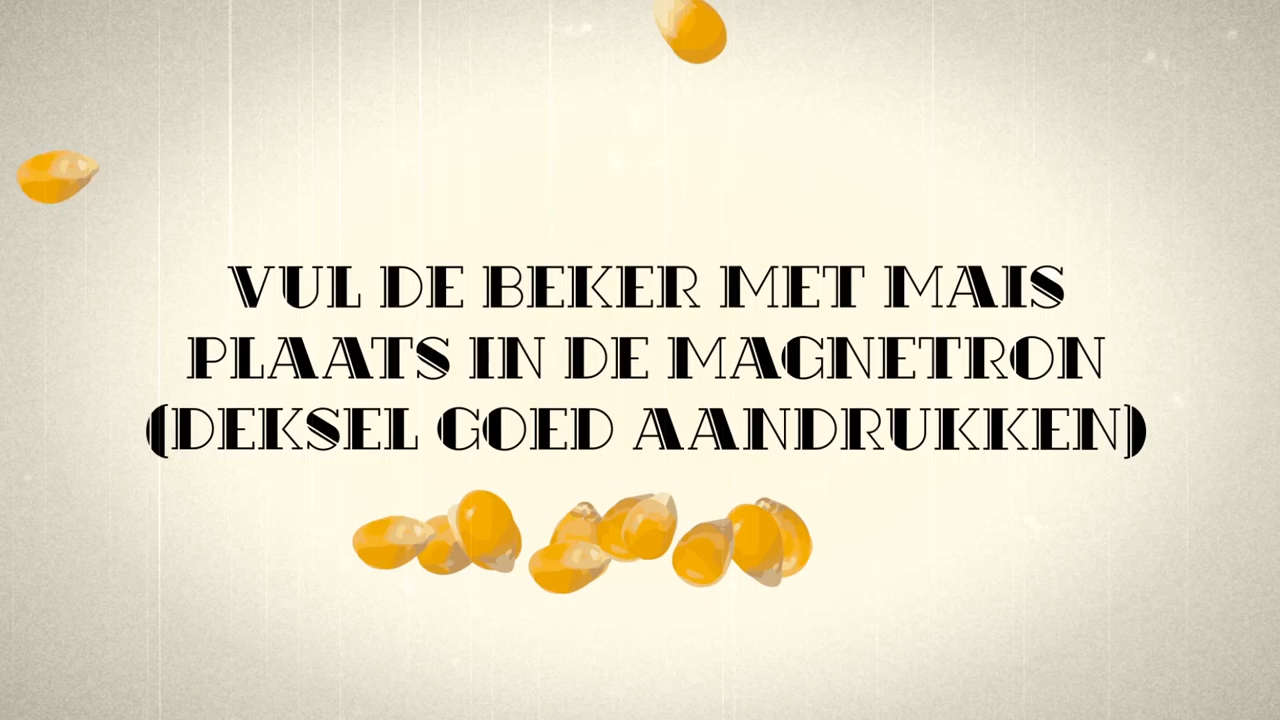 VUL DE BEKER MET MAIS
PLAATS IN DE MAGNETRON
(DEKSEL GOED AANDRUKKEN)